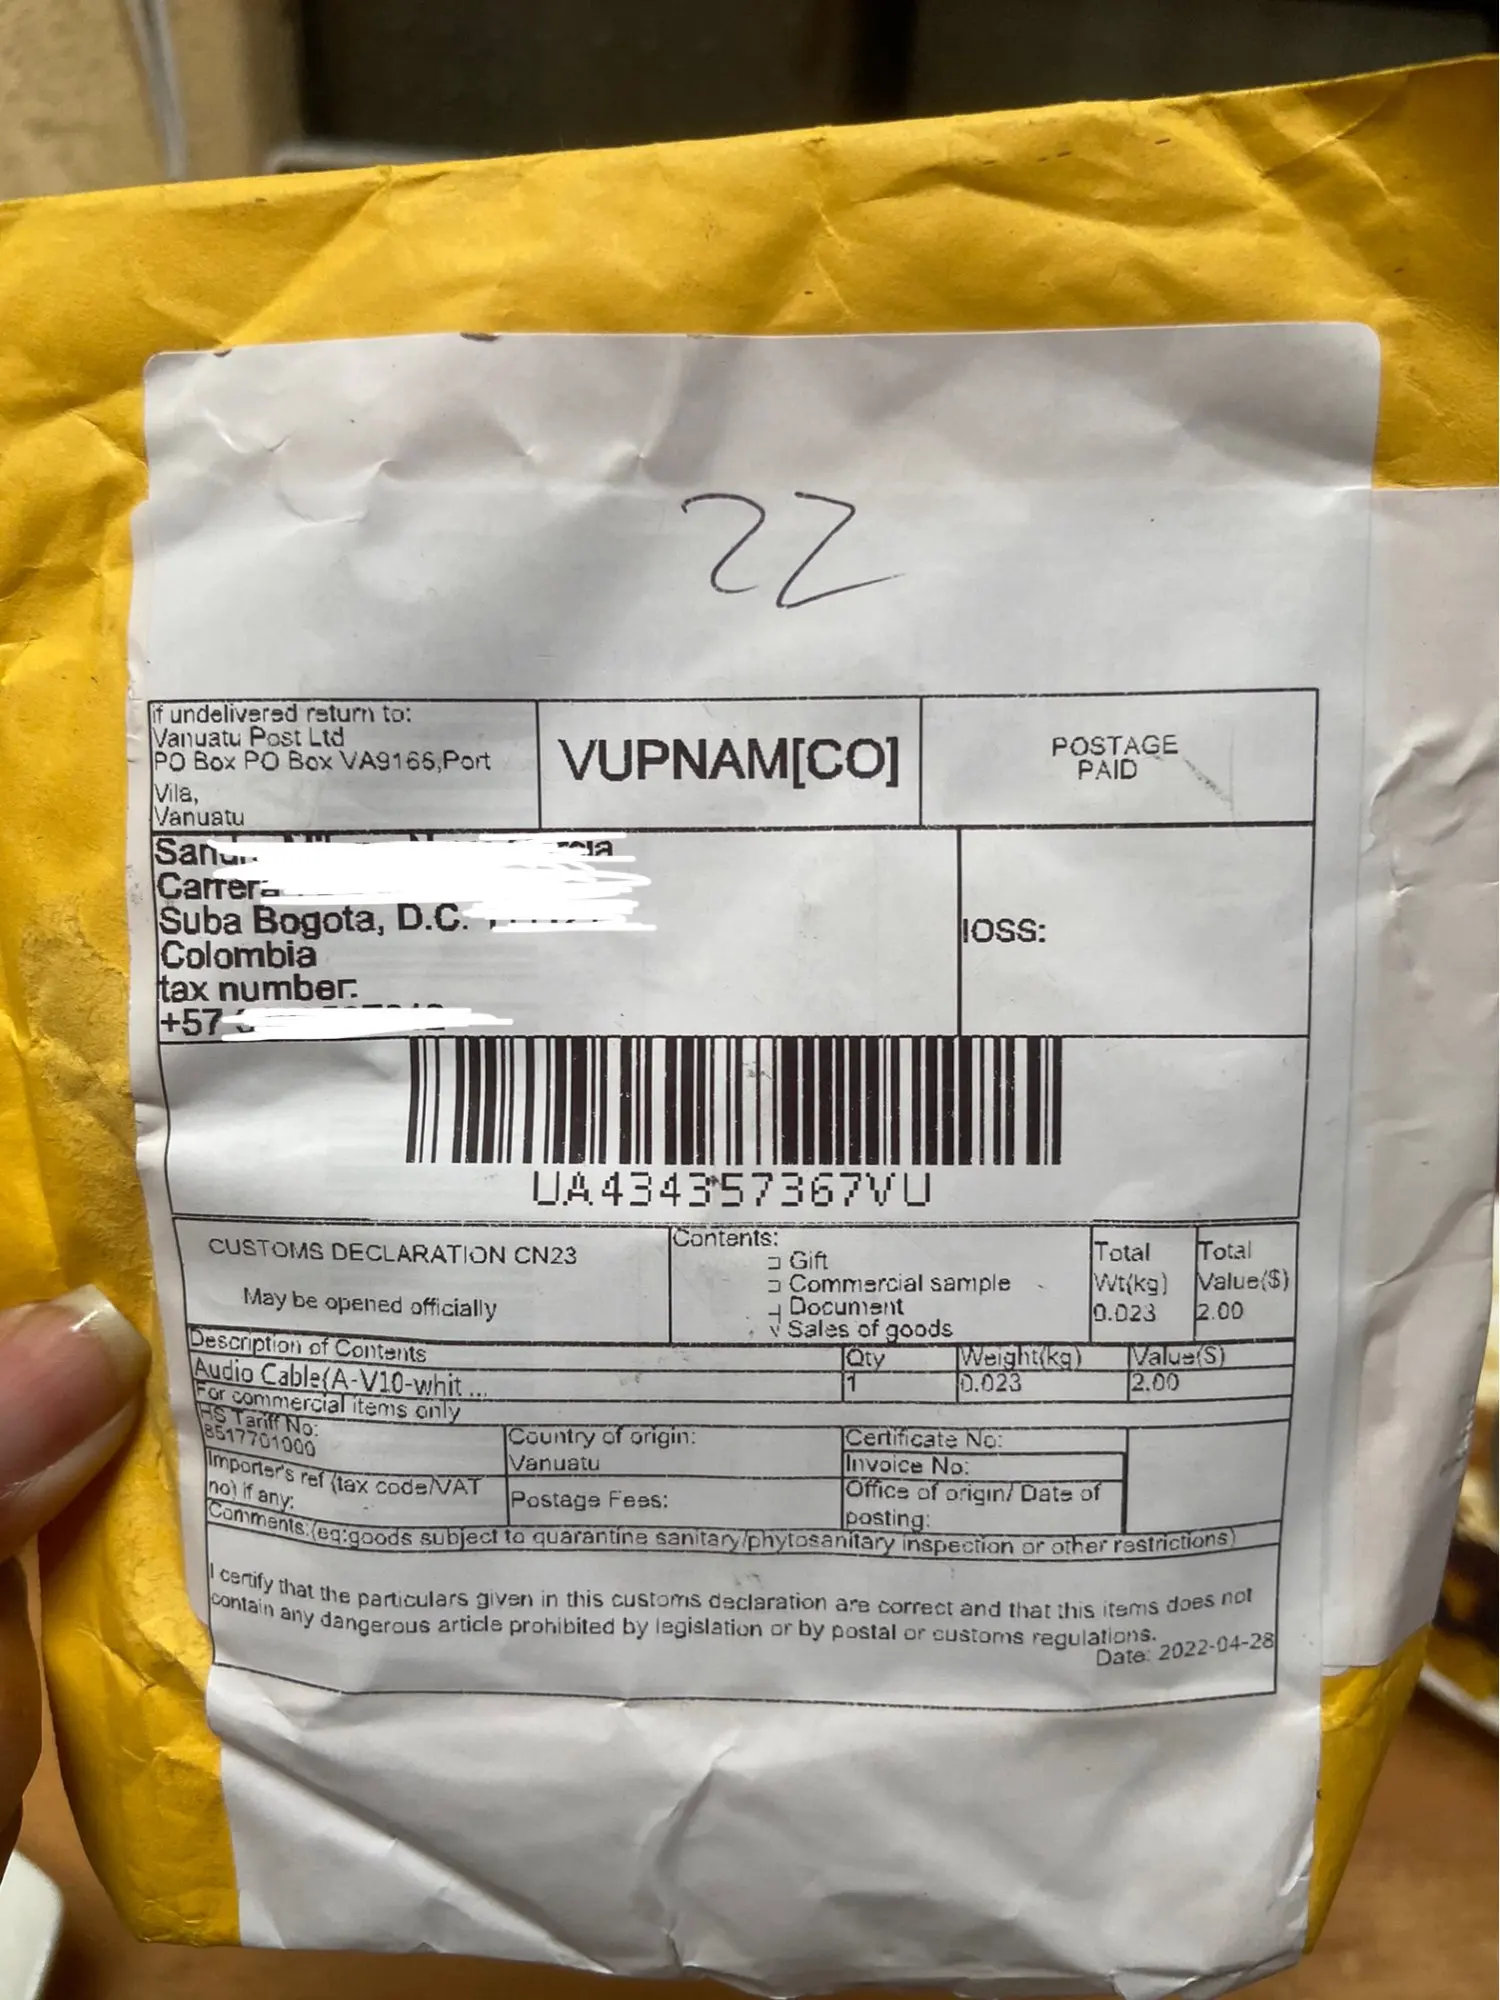 22
if undelivered return to:
Vanuatu Post Ltd
PO Box PO Box VA9166,Port
Vila,
Vanuatu
VUPNAM[CO]
POSTAGE
PAID
Carrera
Suba Bogota, D.C.
Colombia
tax number:
+57
IOSS:
UA434357367VU
CUSTOMS DECLARATION CN23
May be opened officially
Contents:
Gift
Commercial sample
Document
√ Sales of goods
Total
Wt(kg)
0.023
Total
Value($)
2.00
Description of Contents Qty Weight(kg) Value($)
Audio Cable(A-V10-whit ... 1 0.023 2.00
For commercial items only
HS Tariff No:
8517701000
Country of origin:
Vanuatu
Certificate No:
Invoice No:
Importer's ref (tax code/VAT
no) if any:
Postage Fees:
Office of origin/ Date of
posting:
Comments:(eg:goods subject to quarantine sanitary/phytosanitary inspection or other restrictions)
I certify that the particulars given in this customs declaration are correct and that this items does not
contain any dangerous article prohibited by legislation or by postal or customs regulations.
Date: 2022-04-28